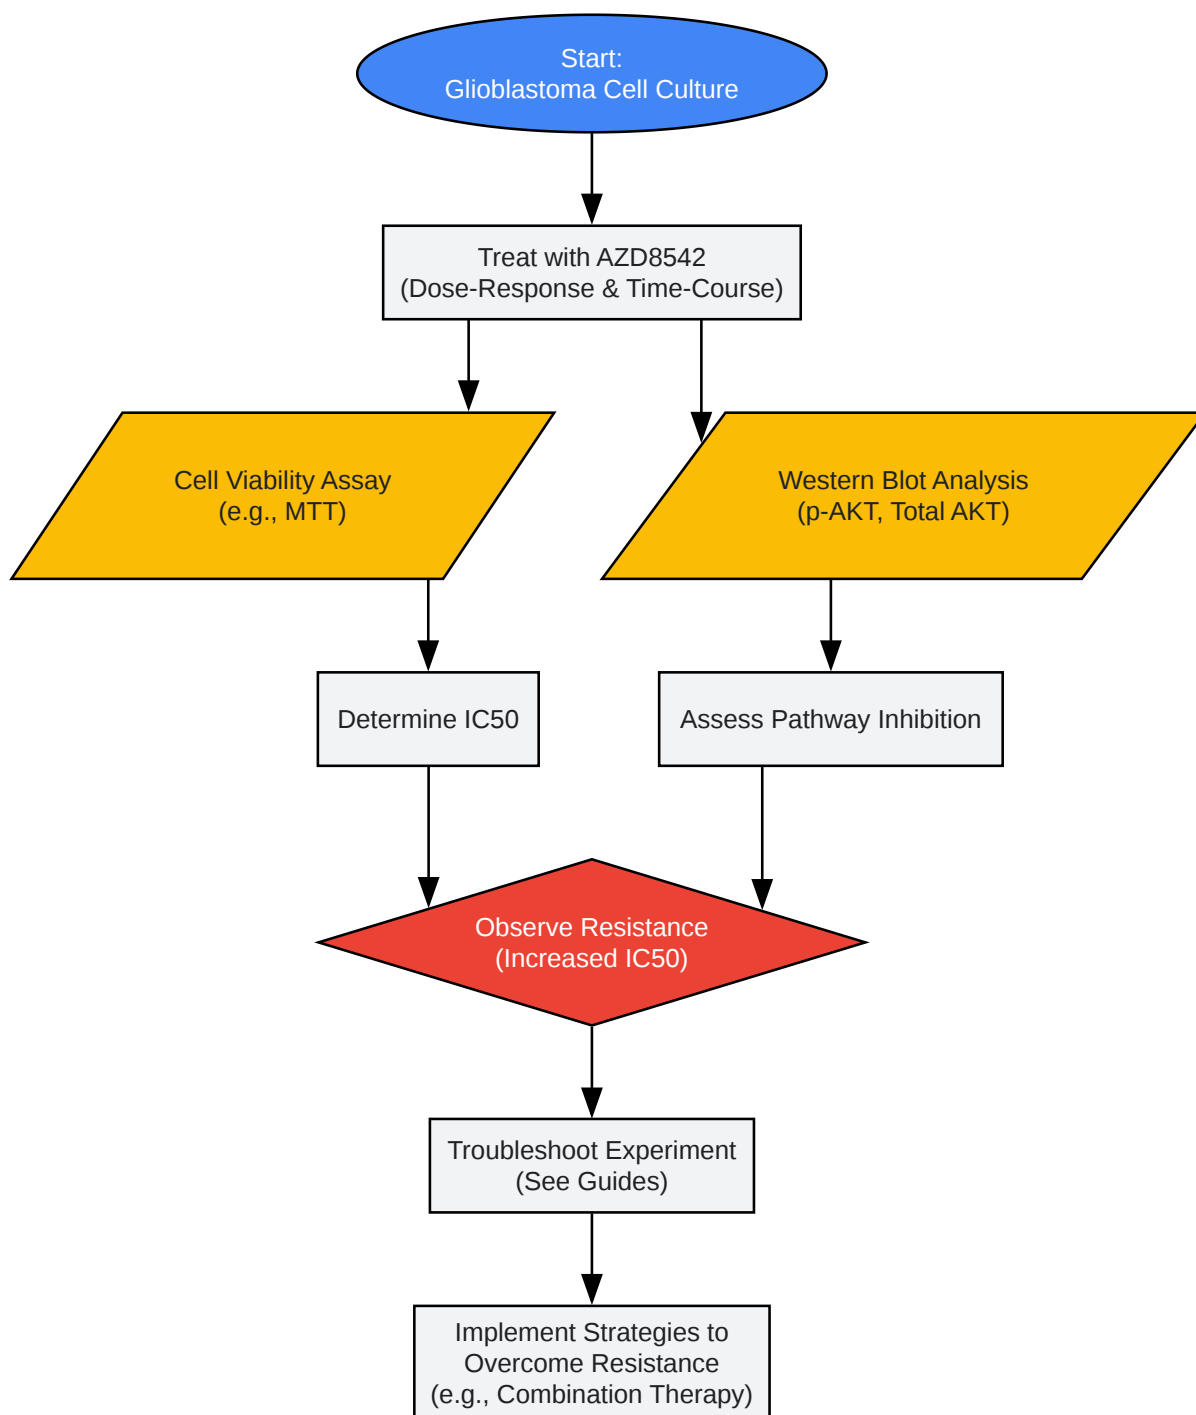 Start:
Glioblastoma Cell Culture
Treat with AZD8542
(Dose-Response & Time-Course)
Cell Viability Assay
(e.g., MTT)
Western Blot Analysis
(p-AKT, Total AKT)
Determine IC50
Assess Pathway Inhibition
Observe Resistance
(Increased IC50)
Troubleshoot Experiment
(See Guides)
Implement Strategies to
Overcome Resistance
(e.g., Combination Therapy)